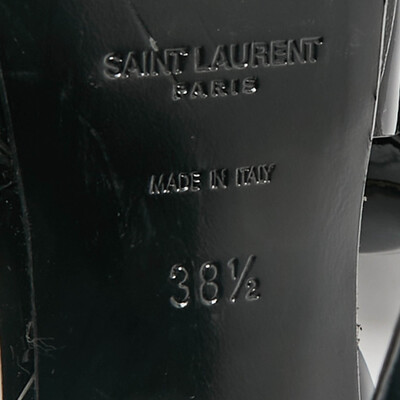 SAINT LAURENT
PARIS
MADE IN ITALY
38½